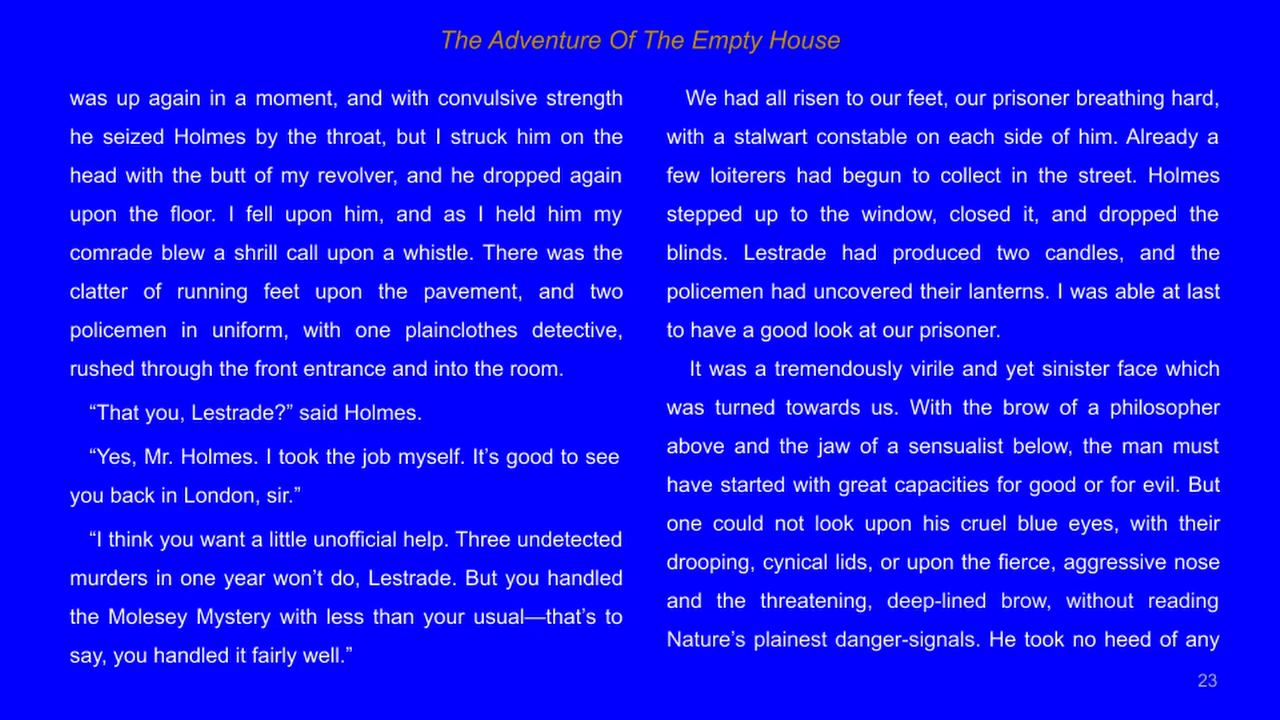 The Adventure Of The Empty House
was up again in a moment, and with convulsive strength
he seized Holmes by the throat, but I struck him on the
head with the butt of my revolver, and he dropped again
upon the floor. I fell upon him, and as I held him my
comrade blew a shrill call upon a whistle. There was the
clatter of running feet upon the pavement, and two
policemen in uniform, with one plainclothes detective,
rushed through the front entrance and into the room.
“That you, Lestrade?” said Holmes.
“Yes, Mr. Holmes. I took the job myself. It’s good to see
you back in London, sir.”
“I think you want a little unofficial help. Three undetected
murders in one year won’t do, Lestrade. But you handled
the Molesey Mystery with less than your usual—that’s to
say, you handled it fairly well.”
We had all risen to our feet, our prisoner breathing hard,
with a stalwart constable on each side of him. Already a
few loiterers had begun to collect in the street. Holmes
stepped up to the window, closed it, and dropped the
blinds. Lestrade had produced two candles, and the
policemen had uncovered their lanterns. I was able at last
to have a good look at our prisoner.
It was a tremendously virile and yet sinister face which
was turned towards us. With the brow of a philosopher
above and the jaw of a sensualist below, the man must
have started with great capacities for good or for evil. But
one could not look upon his cruel blue eyes, with their
drooping, cynical lids, or upon the fierce, aggressive nose
and the threatening, deep-lined brow, without reading
Nature’s plainest danger-signals. He took no heed of any
23